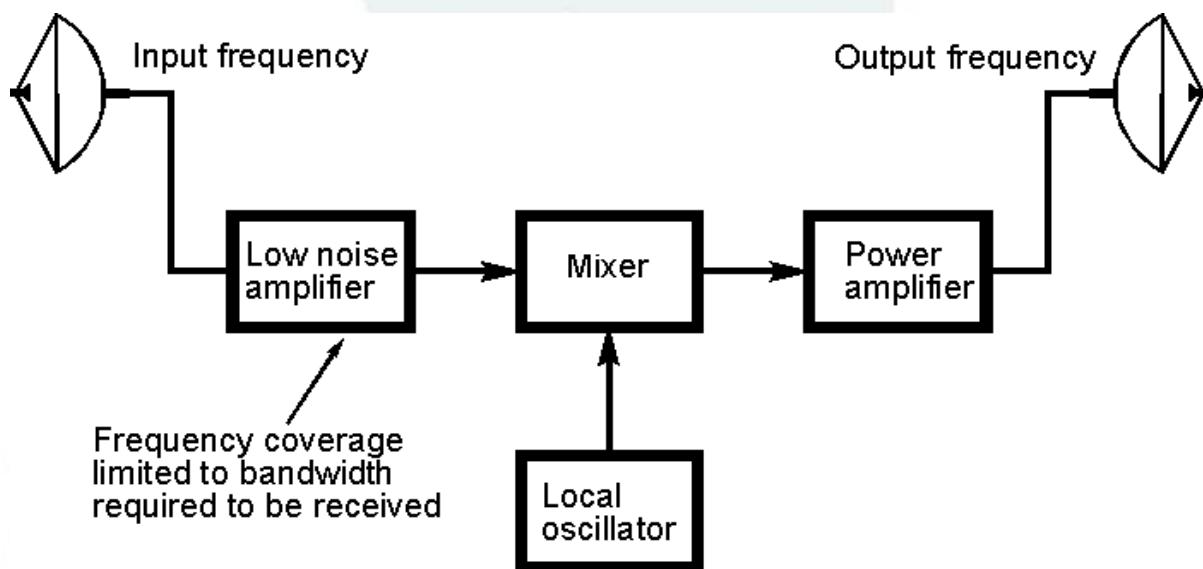 Input frequency
Output frequency
Low noise
amplifier
Mixer
Power
amplifier
Frequency coverage
limited to bandwidth
required to be received
Local
oscillator